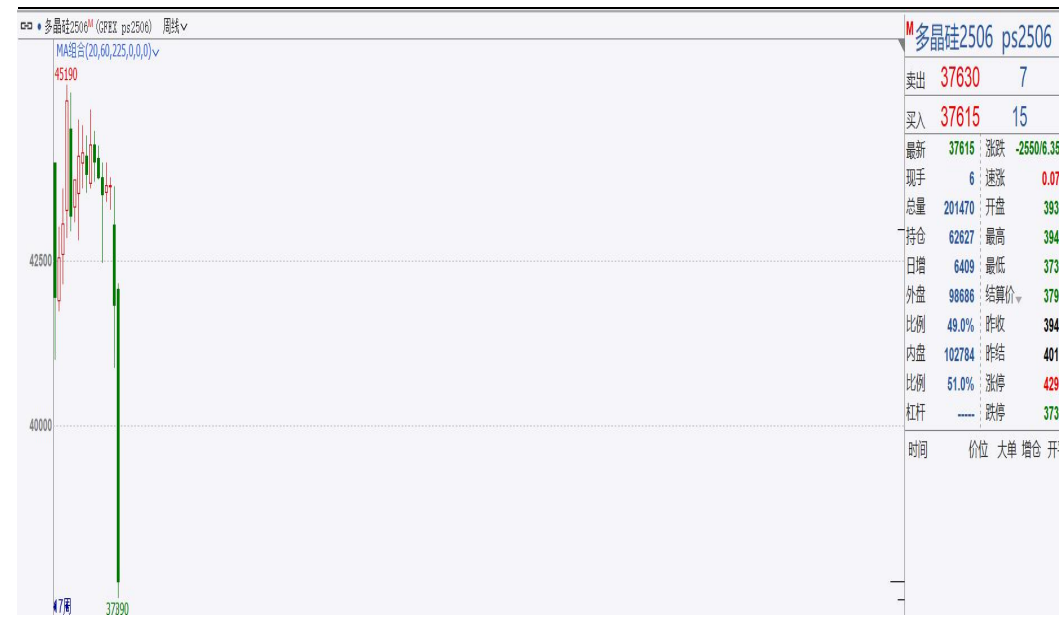 多晶硅2506M (GFEX ps2506) 周线
MA组合(20,60,225,0,0,0)
45190
42500
40000
17周
37390
M多晶硅2506 ps2506
卖出 37630 7
买入 37615 15
最新 37615 涨跌 -2550/6.35
现手 6 速涨 0.07
总量 201470 开盘 393
持仓 62627 最高 394
日增 6409 最低 373
外盘 98686 结算价 379
比例 49.0% 昨收 394
内盘 102784 昨结 401
比例 51.0% 涨停 429
杠杆 ----- 跌停 373
时间 价位 大单 增仓 开